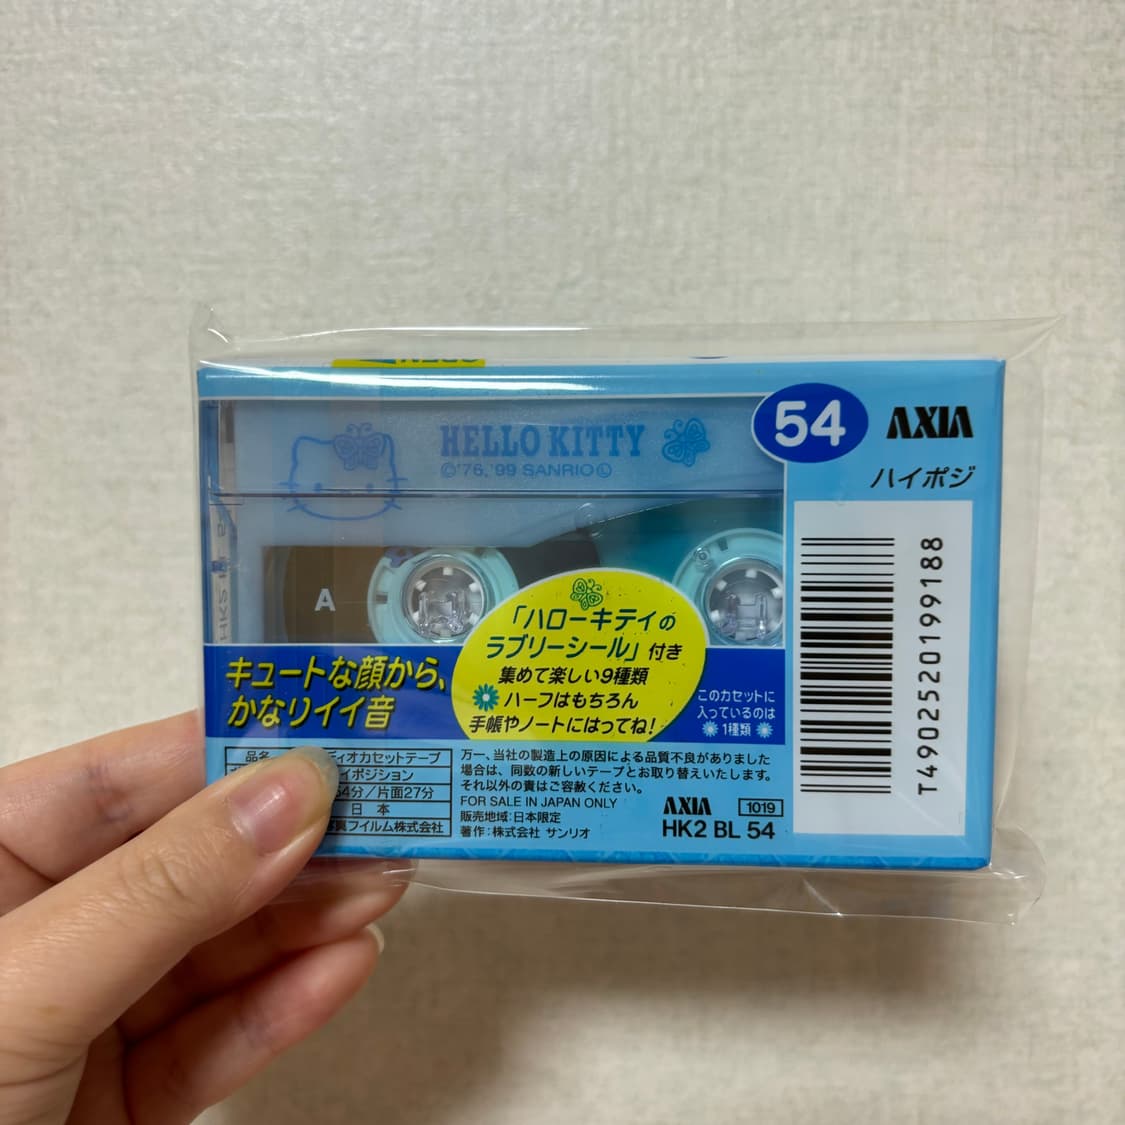 HELLO KITTY
©'76,'99 SANRIO Ⓛ
54
AXIA
ハイポジ
A
「ハローキティの
ラブリーシール」付き
集めて楽しい9種類
ハーフはもちろん
手帳やノートにはってね!
キュートな顔から、
かなりイイ音
このカセットに
入っているのは
1種類
品名
ディオカセットテープ
イポジション
54分/片面27分
日本
フイルム株式会社
万一、当社の製造上の原因による品質不良がありました
場合は、同数の新しいテープとお取り替えいたします。
それ以外の責はご容赦ください。
FOR SALE IN JAPAN ONLY
販売地域:日本限定
著作:株式会社 サンリオ
AXIA
1019
HK2 BL 54
T4902520199188